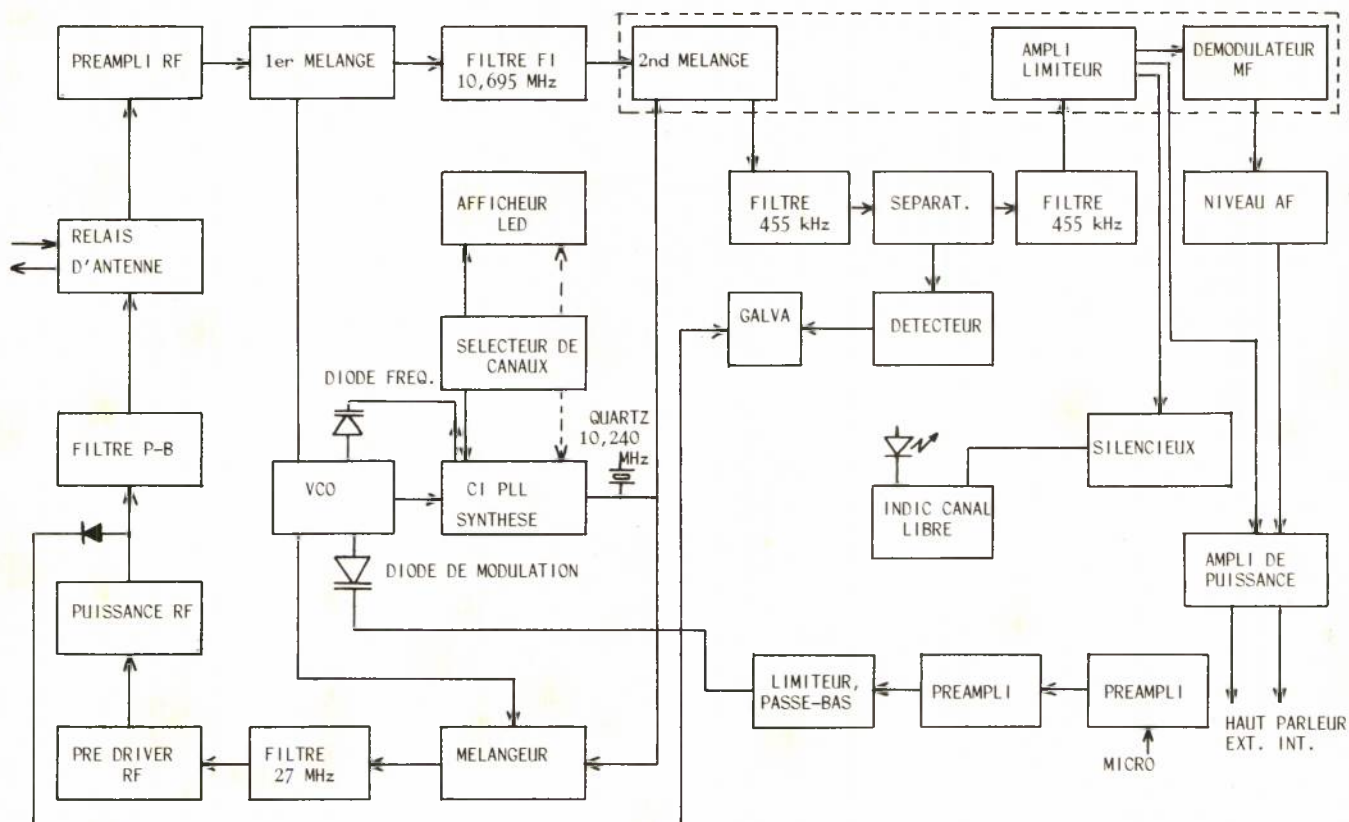 PREAMPLI RF
1er MELANGE
FILTRE FI
10,695 MHz
2nd MELANGE
AMPLI
LIMITEUR
DEMODULATEUR
MF
RELAIS
D'ANTENNE
AFFICHEUR
LED
FILTRE
455 kHz
SEPARAT.
FILTRE
455 kHz
NIVEAU AF
SELECTEUR DE
CANAUX
GALVA
DETECTEUR
DIODE FREQ.
FILTRE P-B
VCO
CI PLL
SYNTHESE
QUARTZ
10,240
MHz
SILENCIEUX
INDIC CANAL
LIBRE
DIODE DE MODULATION
PUISSANCE RF
AMPLI DE
PUISSANCE
PRE DRIVER
RF
FILTRE
27 MHz
MELANGEUR
LIMITEUR,
PASSE-BAS
PREAMPLI
PREAMPLI
MICRO
HAUT PARLEUR
EXT. INT.